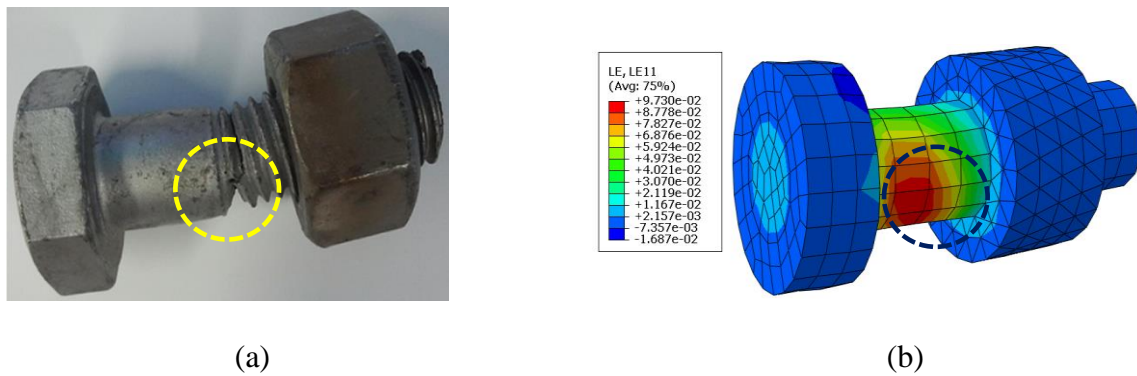 LE, LE11
(Avg: 75%)
+9.730e-02
+8.778e-02
+7.827e-02
+6.876e-02
+5.924e-02
+4.973e-02
+4.021e-02
+3.070e-02
+2.119e-02
+1.167e-02
+2.157e-03
-7.357e-03
-1.687e-02
(a)
(b)